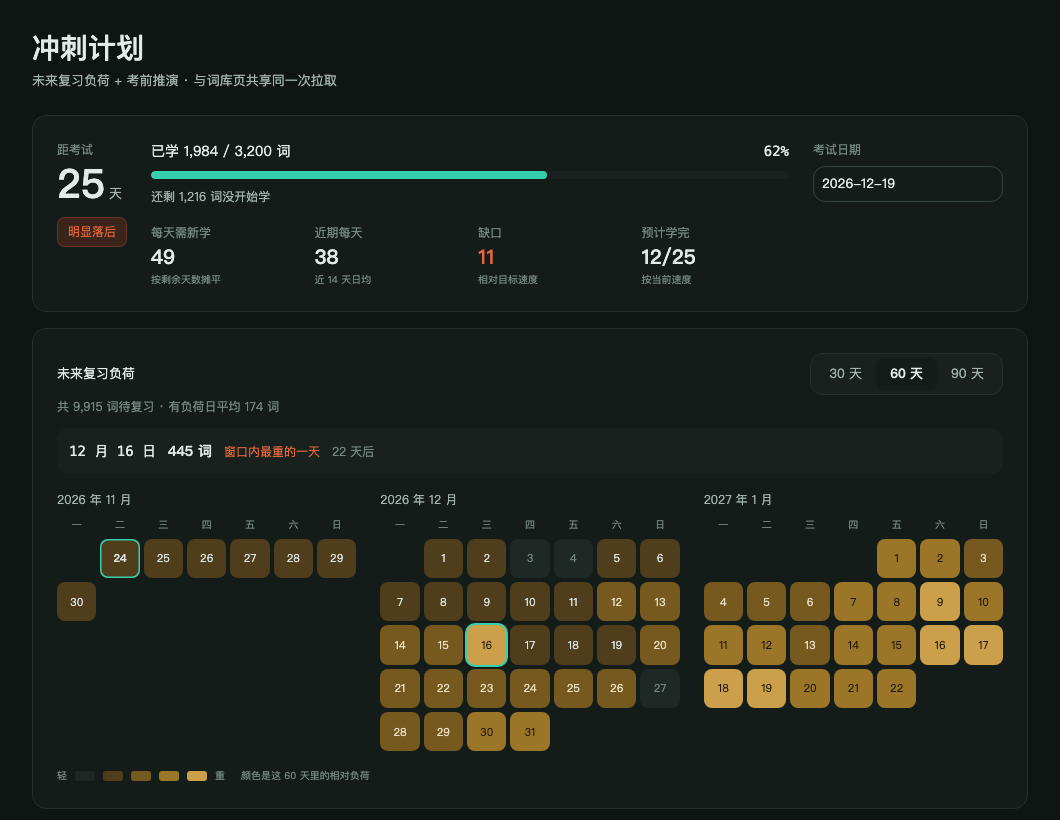 冲刺计划
未来复习负荷 + 考前推演 · 与词库页共享同一次拉取
距考试
25 天
明显落后
已学 1,984 / 3,200 词
62%
还剩 1,216 词没开始学
每天需新学
49
按剩余天数摊平
近期每天
38
近 14 天日均
缺口
11
相对目标速度
预计学完
12/25
按当前速度
考试日期
2026–12–19
未来复习负荷
30 天 60 天 90 天
共 9,915 词待复习 · 有负荷日平均 174 词
12 月 16 日 445 词 窗口内最重的一天 22 天后
2026 年 11 月
一 二 三 四 五 六 日
24 25 26 27 28 29
30
2026 年 12 月
一 二 三 四 五 六 日
1 2 3 4 5 6
7 8 9 10 11 12 13
14 15 16 17 18 19 20
21 22 23 24 25 26 27
28 29 30 31
2027 年 1 月
一 二 三 四 五 六 日
1 2 3
4 5 6 7 8 9 10
11 12 13 14 15 16 17
18 19 20 21 22
轻 重 颜色是这 60 天里的相对负荷